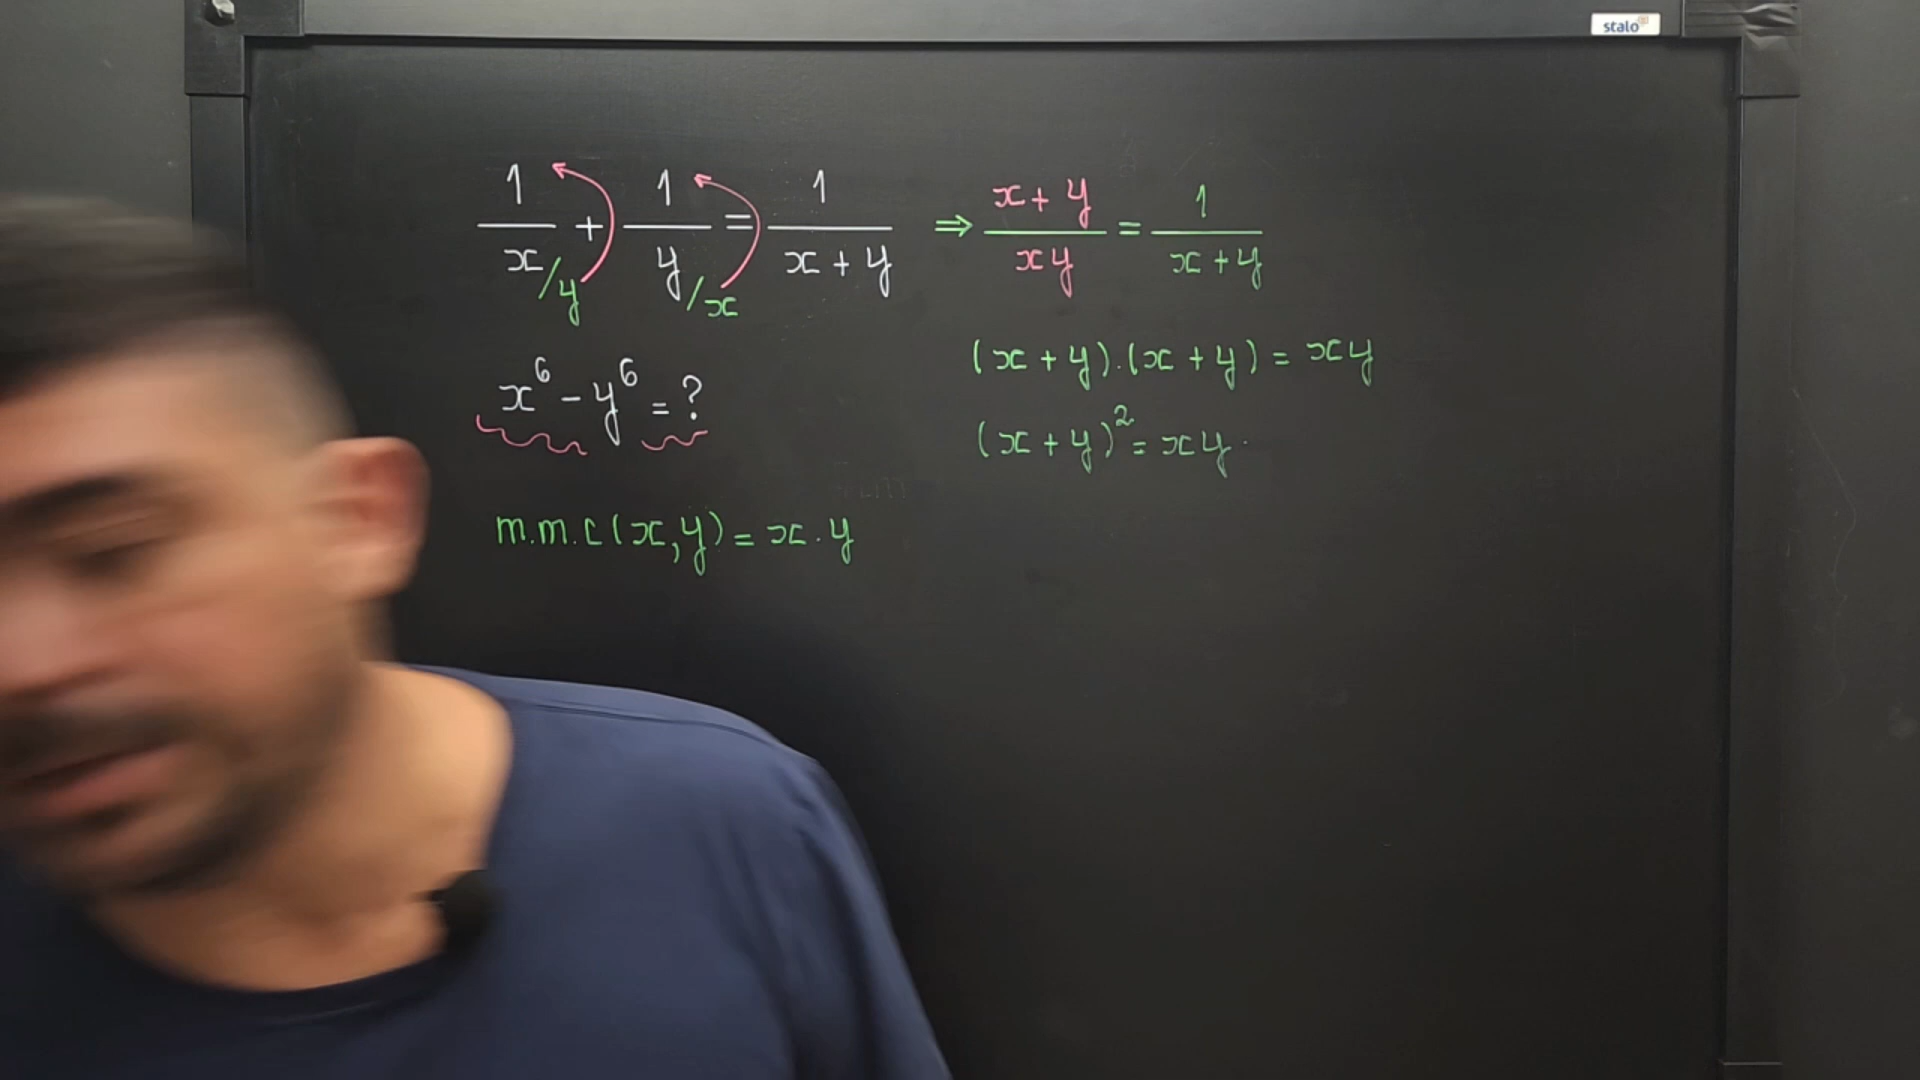 stalo
1/x + 1/y = 1/(x + y) ⇒ (x + y)/(xy) = 1/(x + y)
/y /x
(x + y).(x + y) = xy
x⁶ - y⁶ = ?
(x + y)² = xy
m.m.c(x,y) = x.y